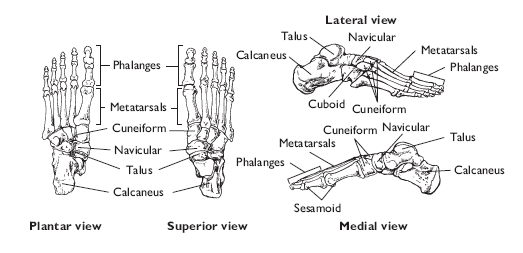 Phalanges
Metatarsals
Cuneiform
Navicular
Talus
Calcaneus
Plantar view
Superior view
Lateral view
Talus
Navicular
Calcaneus
Metatarsals
Phalanges
Cuboid
Cuneiform
Cuneiform
Navicular
Metatarsals
Talus
Phalanges
Calcaneus
Sesamoid
Medial view